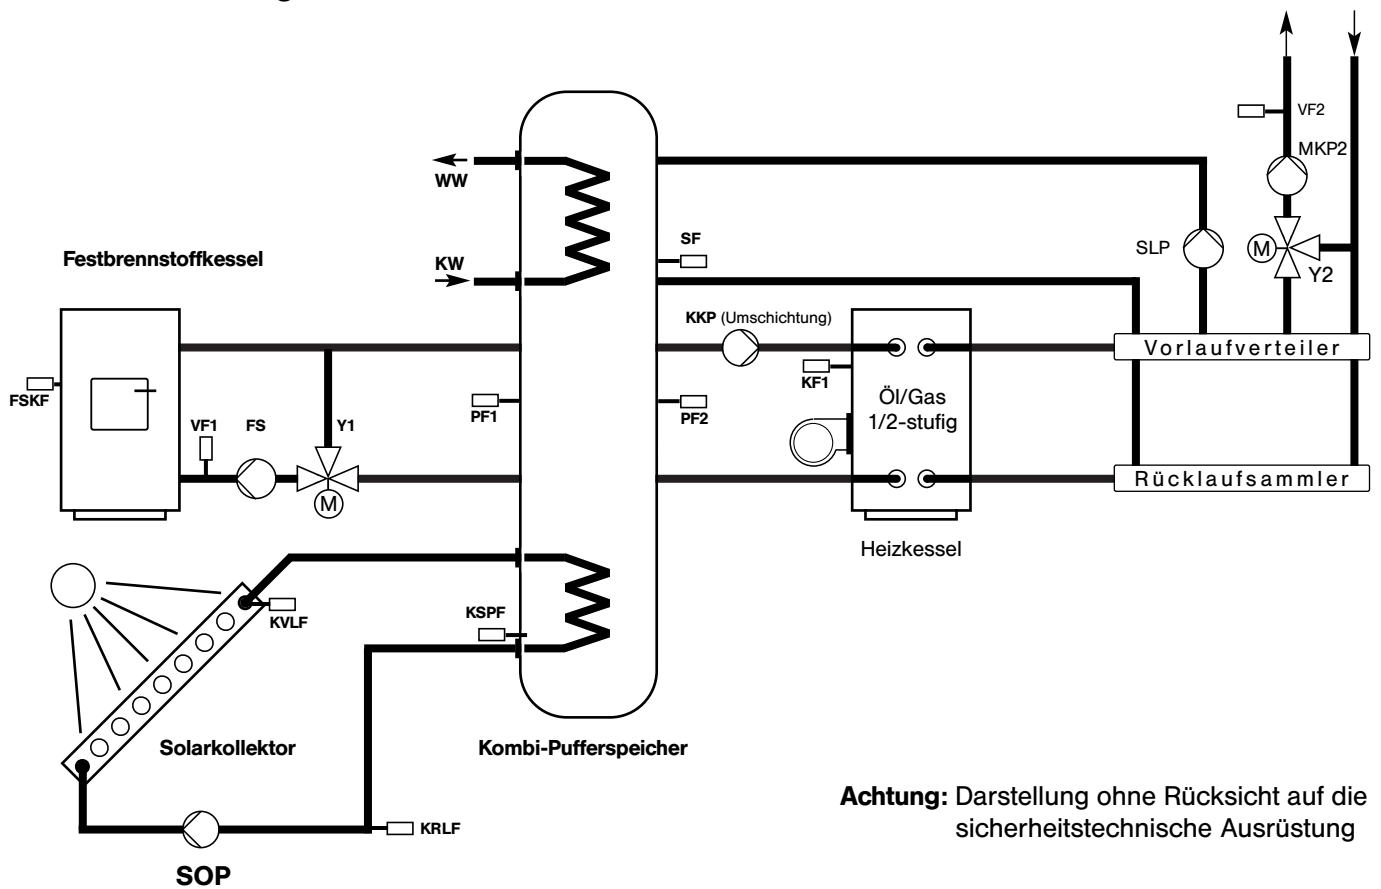 VF2
MKP2
WW
SF
SLP
M
KW
Y2
Festbrennstoffkessel
KKP (Umschichtung)
Vorlaufverteiler
KF1
FSKF
Öl/Gas
1/2-stufig
PF1
PF2
VF1
FS
Y1
M
Rücklaufsammler
Heizkessel
KSPF
KVLF
Solarkollektor
Kombi-Pufferspeicher
Achtung: Darstellung ohne Rücksicht auf die
sicherheitstechnische Ausrüstung
KRLF
SOP